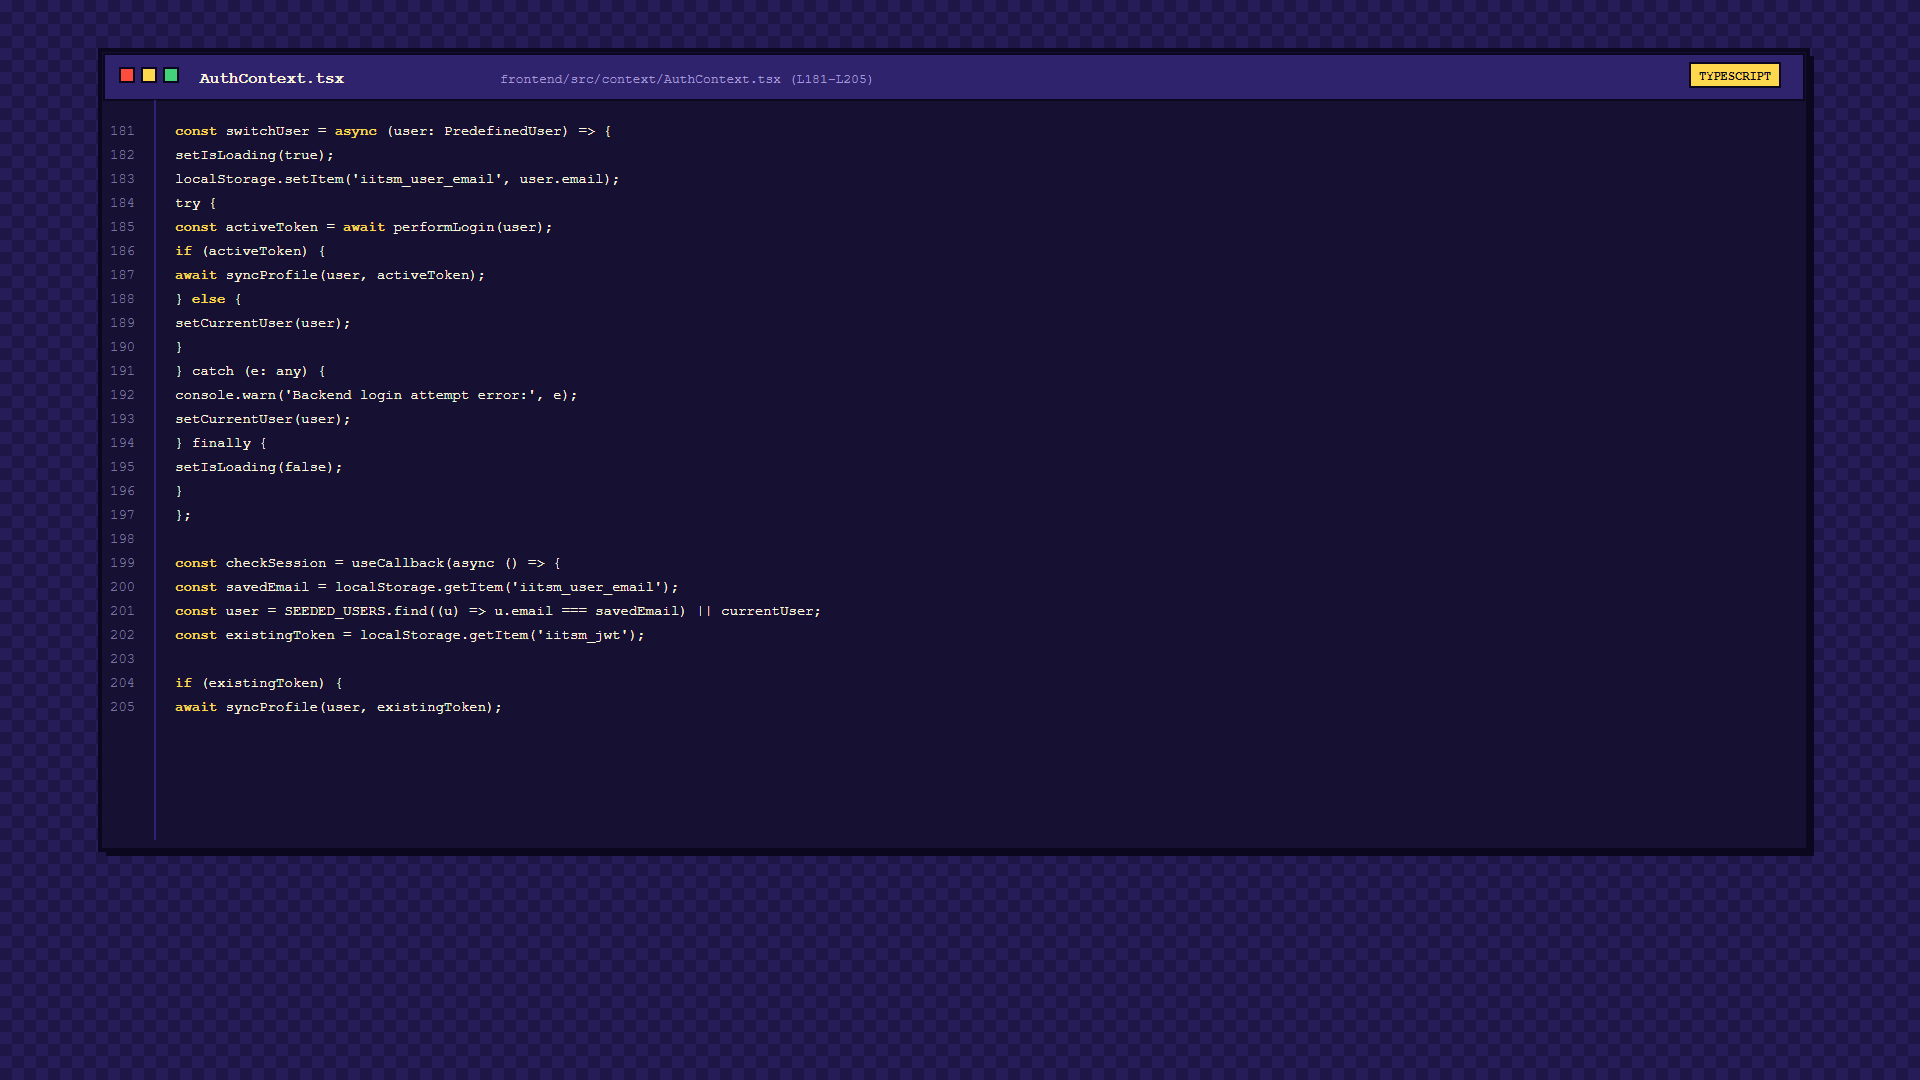 AuthContext.tsx
frontend/src/context/AuthContext.tsx (L181-L205)
TYPESCRIPT
181 const switchUser = async (user: PredefinedUser) => {
182 setIsLoading(true);
183 localStorage.setItem('iitsm_user_email', user.email);
184 try {
185 const activeToken = await performLogin(user);
186 if (activeToken) {
187 await syncProfile(user, activeToken);
188 } else {
189 setCurrentUser(user);
190 }
191 } catch (e: any) {
192 console.warn('Backend login attempt error:', e);
193 setCurrentUser(user);
194 } finally {
195 setIsLoading(false);
196 }
197 };
198
199 const checkSession = useCallback(async () => {
200 const savedEmail = localStorage.getItem('iitsm_user_email');
201 const user = SEEDED_USERS.find((u) => u.email === savedEmail) || currentUser;
202 const existingToken = localStorage.getItem('iitsm_jwt');
203
204 if (existingToken) {
205 await syncProfile(user, existingToken);